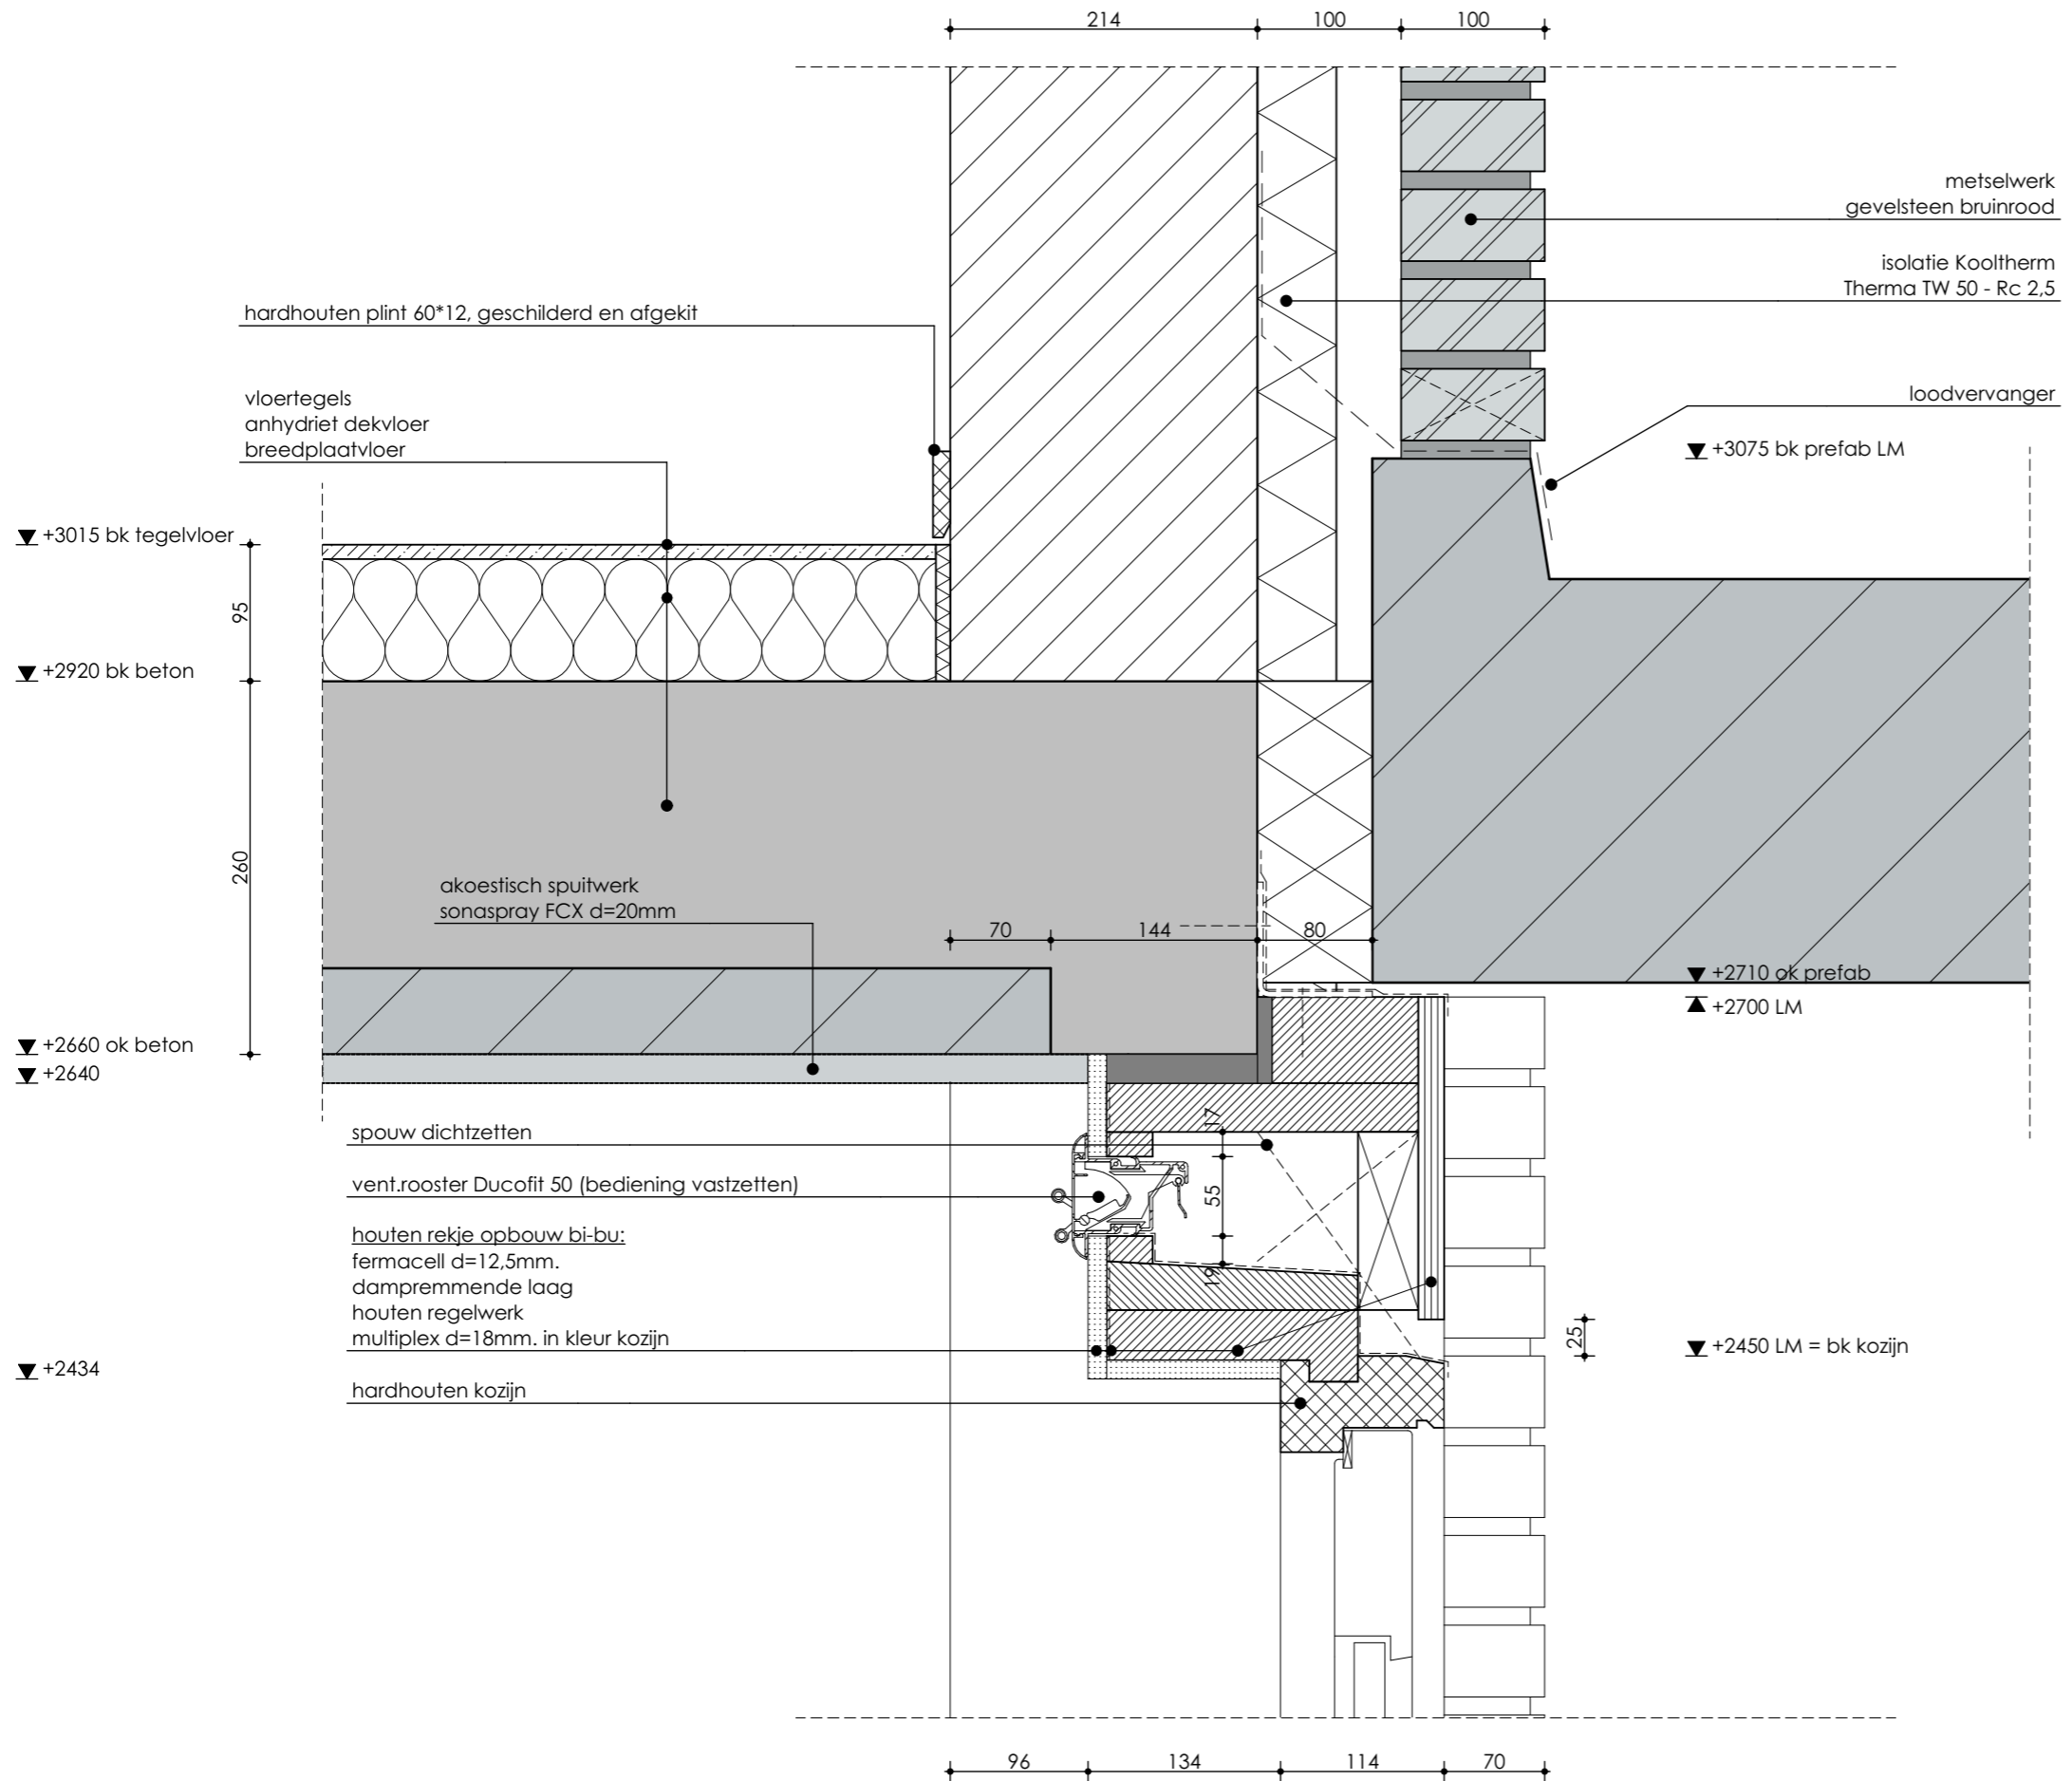 214
100
100
metselwerk
gevelsteen bruinrood
isolatie Kooltherm
Therma TW 50 - Rc 2,5
hardhouten plint 60*12, geschilderd en afgekit
loodvervanger
vloertegels
anhydriet dekvloer
breedplaatvloer
+3075 bk prefab LM
+3015 bk tegelvloer
95
+2920 bk beton
260
akoestisch spuitwerk
sonaspray FCX d=20mm
70
144
80
+2710 ok prefab
+2700 LM
+2660 ok beton
+2640
spouw dichtzetten
17
vent.rooster Ducofit 50 (bediening vastzetten)
55
houten rekje opbouw bi-bu:
fermacell d=12,5mm.
19
dampremmende laag
houten regelwerk
multiplex d=18mm. in kleur kozijn
25
+2450 LM = bk kozijn
+2434
hardhouten kozijn
96
134
114
70